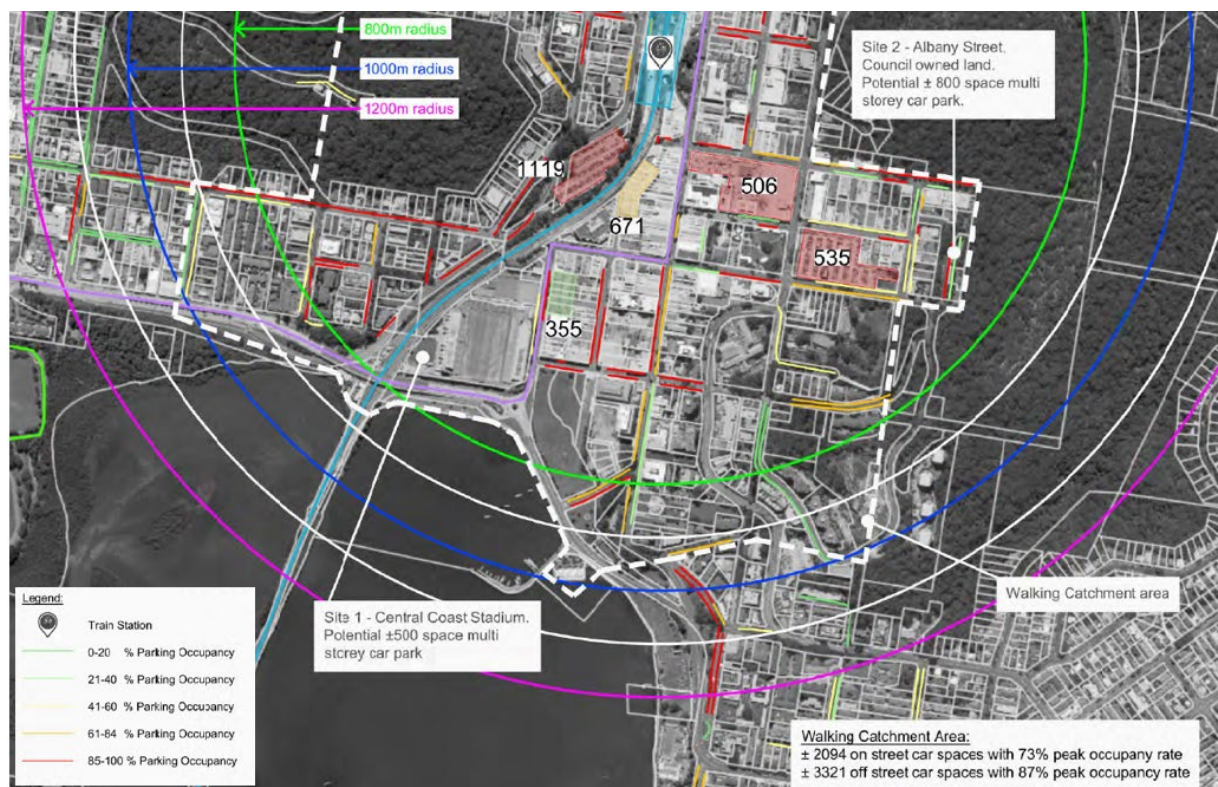 800m radius
1000m radius
1200m radius
Site 2 - Albany Street.
Council owned land.
Potential ± 800 space multi
storey car park.
1119
506
671
535
355
Site 1 - Central Coast Stadium.
Potential ±500 space multi
storey car park
Walking Catchment area
Legend:
Train Station
0-20 % Parking Occupancy
21-40 % Parking Occupancy
41-60 % Parking Occupancy
61-84 % Parking Occupancy
85-100 % Parking Occupancy
Walking Catchment Area:
± 2094 on street car spaces with 73% peak occupany rate
± 3321 off street car spaces with 87% peak occupancy rate